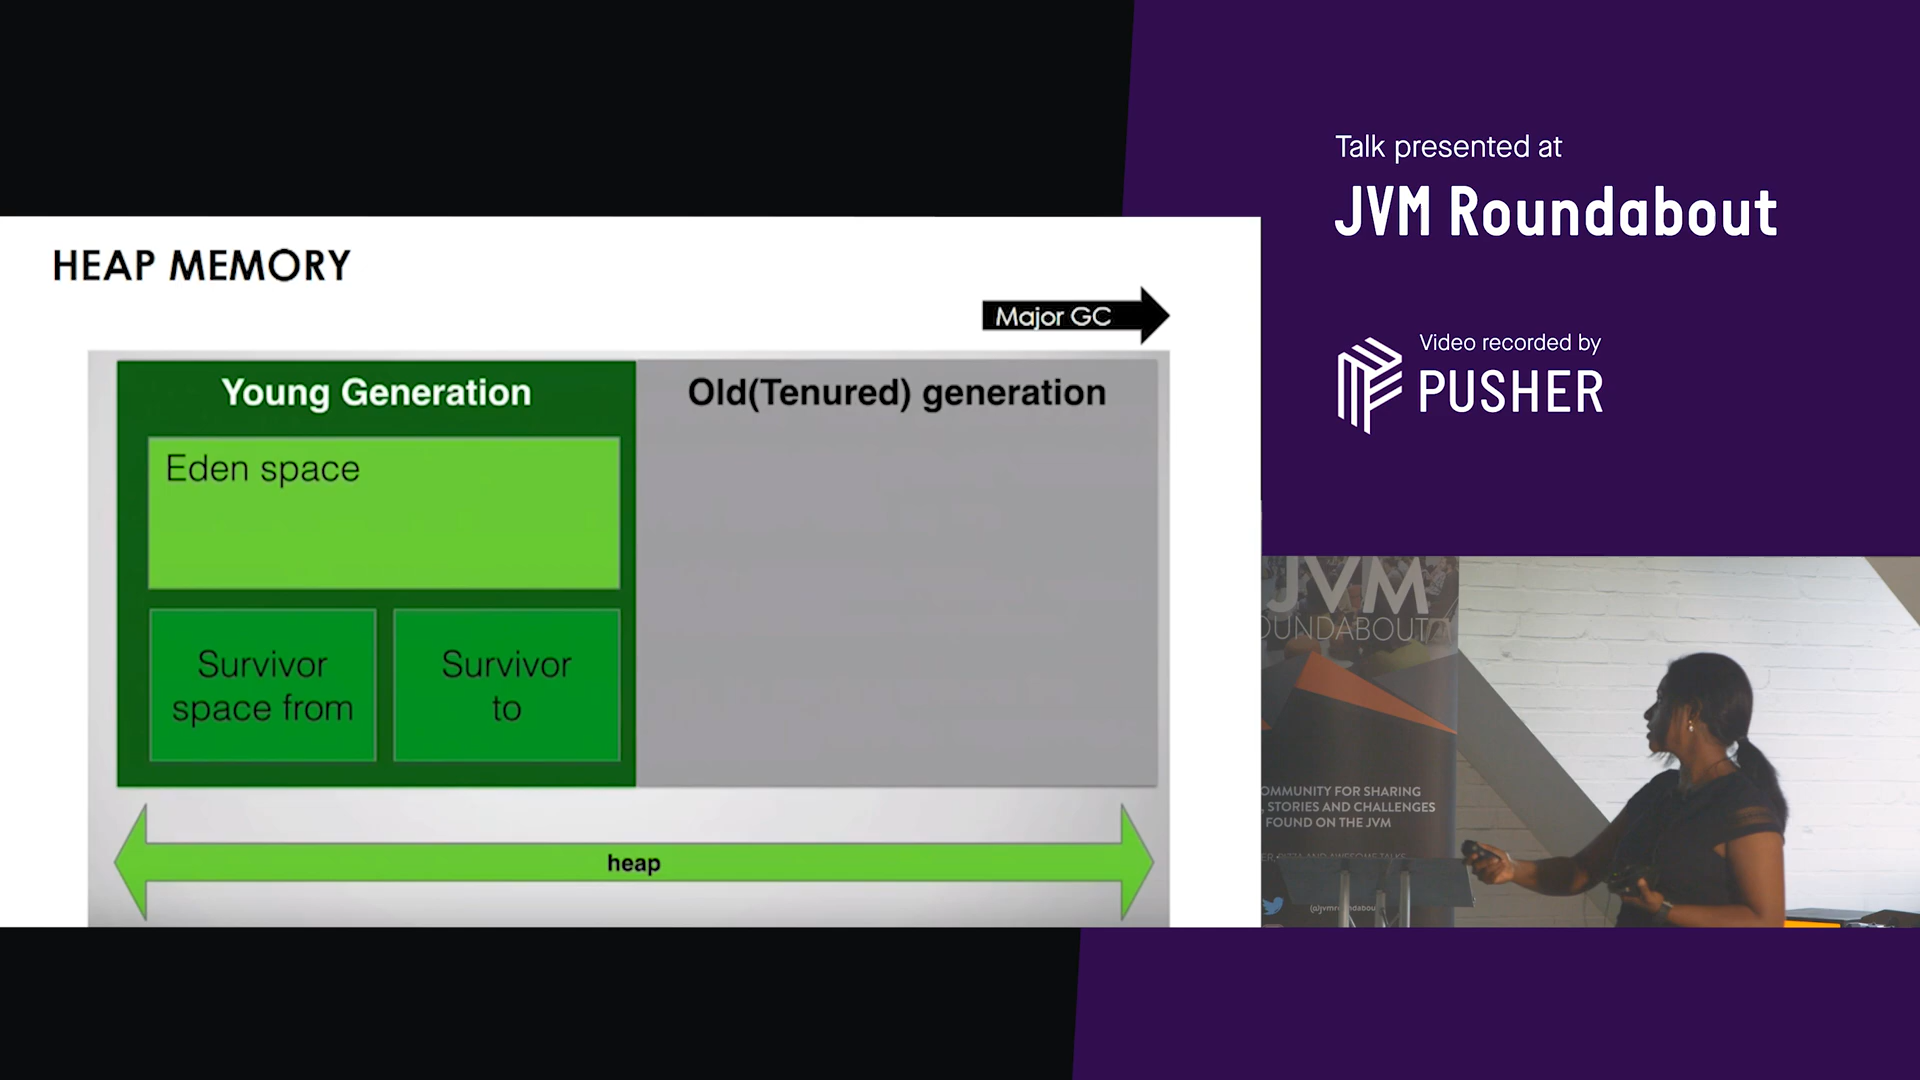 Talk presented at
JVM Roundabout
Video recorded by
PUSHER
HEAP MEMORY
Major GC
Young Generation
Old(Tenured) generation
Eden space
Survivor
space from
Survivor
to
heap
JVM
OUNDABOUT
OMMUNITY FOR SHARING
, STORIES AND CHALLENGES
FOUND ON THE JVM